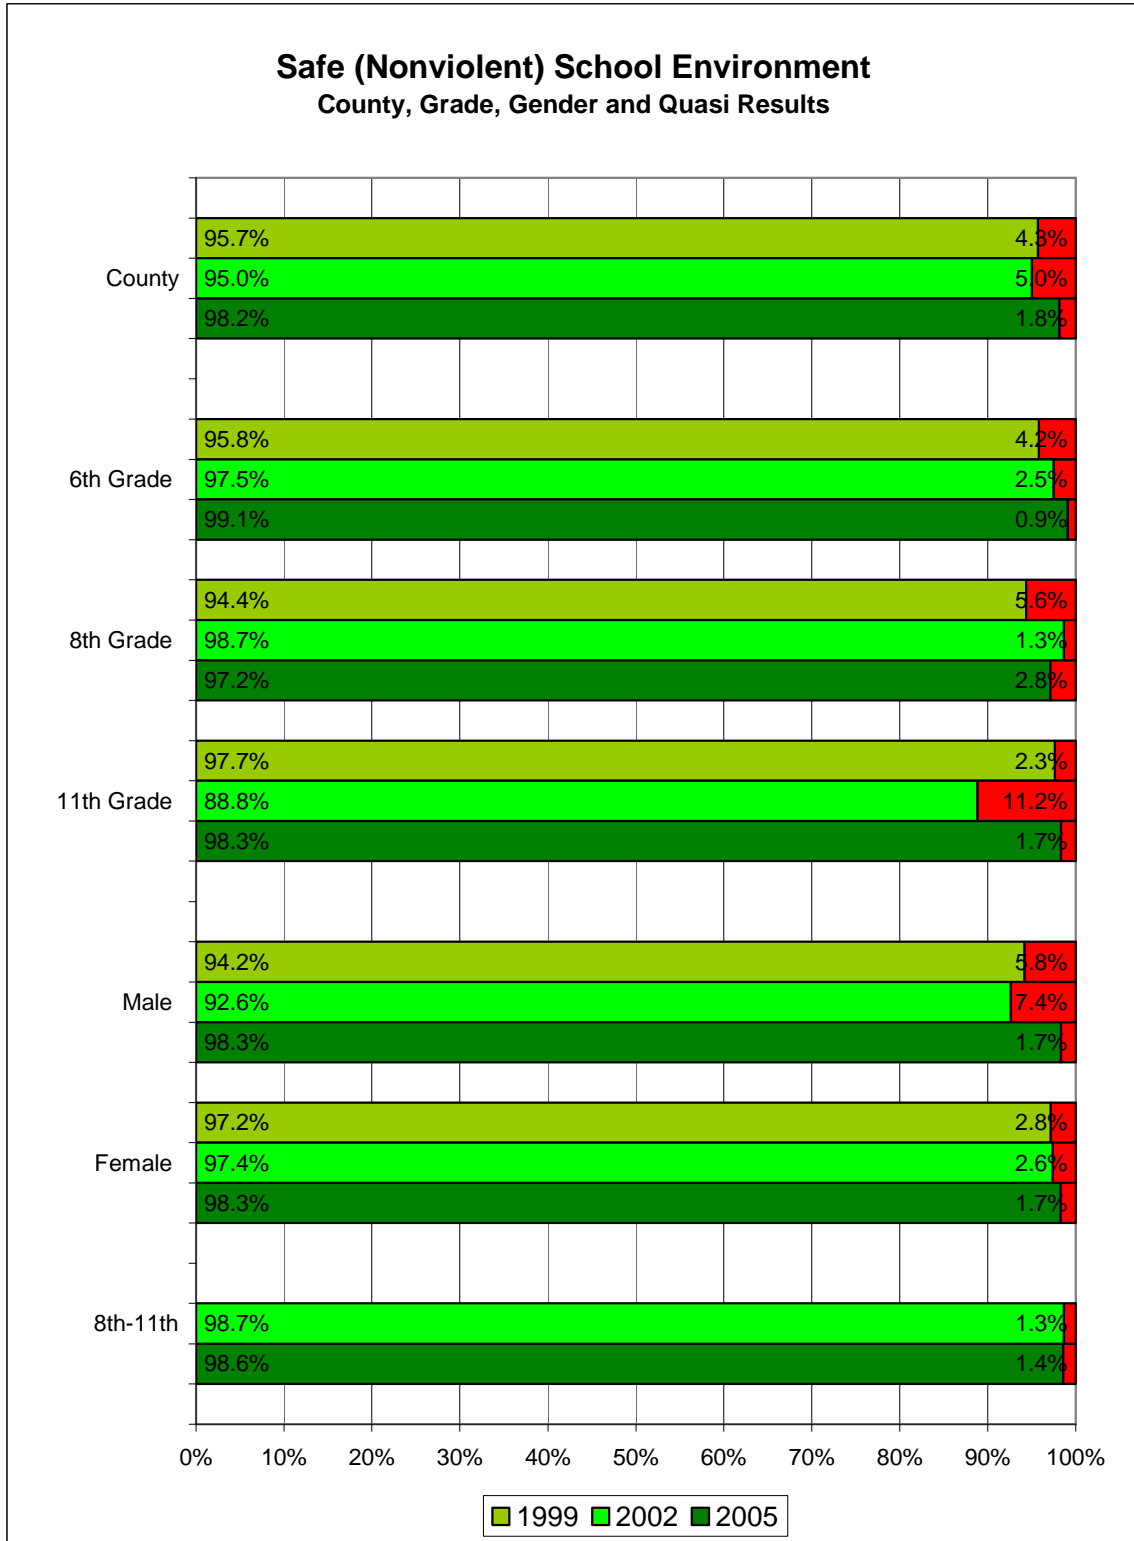 Safe (Nonviolent) School Environment
County, Grade, Gender and Quasi Results
95.7% 4.3%
County 95.0% 5.0%
98.2% 1.8%
95.8% 4.2%
6th Grade 97.5% 2.5%
99.1% 0.9%
94.4% 5.6%
8th Grade 98.7% 1.3%
97.2% 2.8%
97.7% 2.3%
11th Grade 88.8% 11.2%
98.3% 1.7%
94.2% 5.8%
Male 92.6% 7.4%
98.3% 1.7%
97.2% 2.8%
Female 97.4% 2.6%
98.3% 1.7%
8th-11th 98.7% 1.3%
98.6% 1.4%
0% 10% 20% 30% 40% 50% 60% 70% 80% 90% 100%
1999 2002 2005